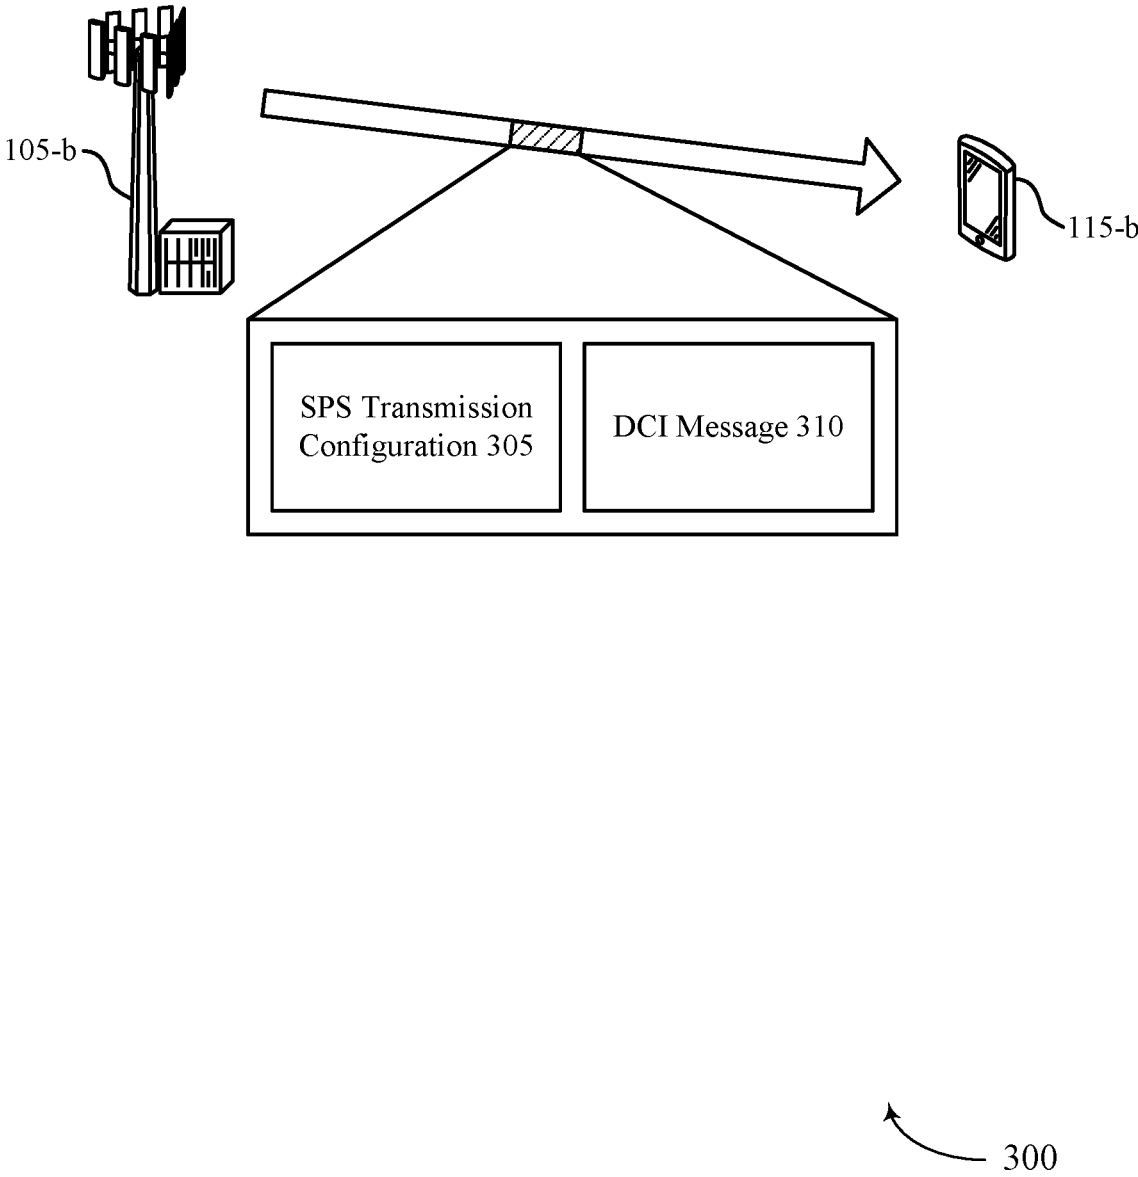 105-b
115-b
SPS Transmission
Configuration 305
DCI Message 310
300